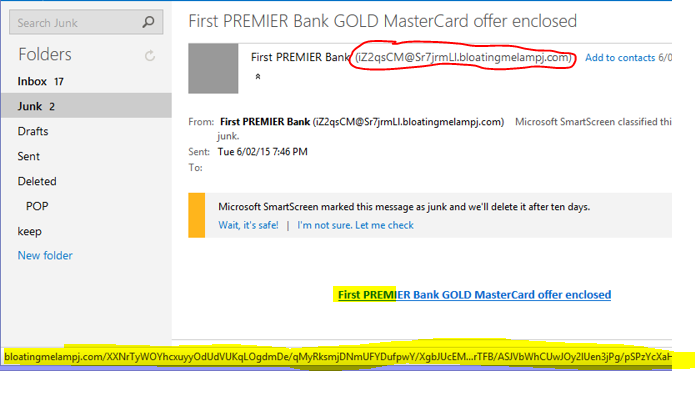 First PREMIER Bank GOLD MasterCard offer enclosed
Search Junk
Folders
Inbox 17
Junk 2
Drafts
Sent
Deleted
POP
keep
New folder
First PREMIER Bank (iZ2qsCM@Sr7jrmLl.bloatingmelampj.com) Add to contacts 6/0
From: First PREMIER Bank (iZ2qsCM@Sr7jrmLl.bloatingmelampj.com) Microsoft SmartScreen classified thi
junk.
Sent: Tue 6/02/15 7:46 PM
To:
Microsoft SmartScreen marked this message as junk and we'll delete it after ten days.
Wait, it's safe! | I'm not sure. Let me check
First PREMIER Bank GOLD MasterCard offer enclosed
bloatingmelampj.com/XXNrTyWOYhcxuyyOdUdVUKqLOgdmDe/qMyRksmjDNmUFYDufpwY/XgbJUcEM...rTFB/ASJVbWhCUwJOy2lUen3jPg/pSPzYcXaH